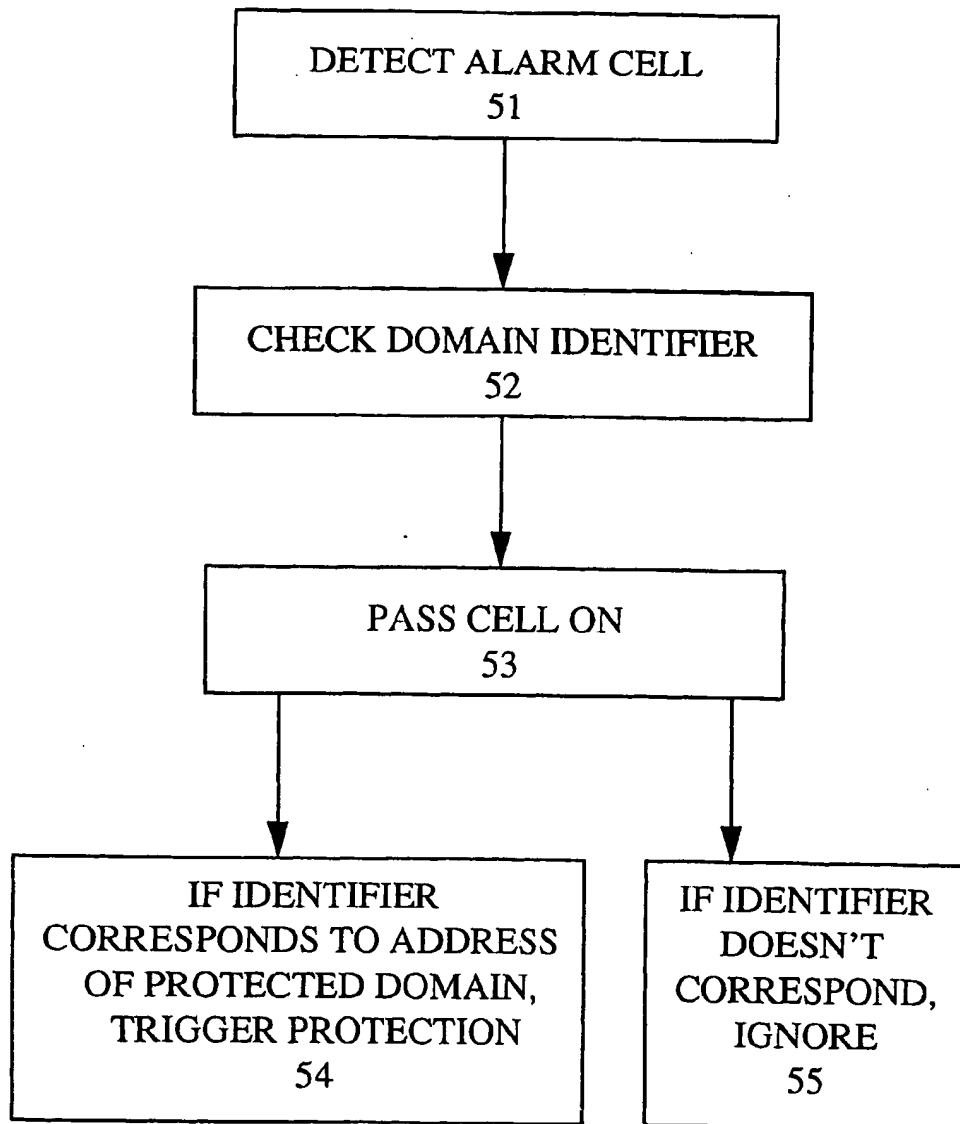 DETECT ALARM CELL
51
CHECK DOMAIN IDENTIFIER
52
PASS CELL ON
53
IF IDENTIFIER
CORRESPONDS TO ADDRESS
OF PROTECTED DOMAIN,
TRIGGER PROTECTION
54
IF IDENTIFIER
DOESN'T
CORRESPOND,
IGNORE
55